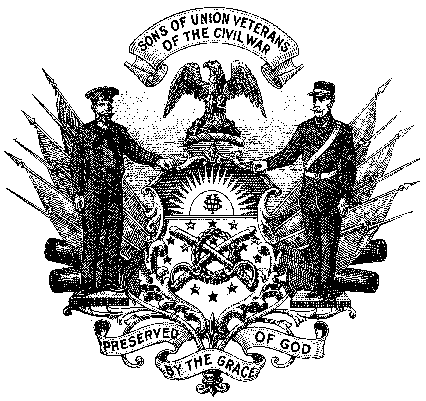 SONS OF UNION VETERANS
OF THE CIVIL WAR
PRESERVED
BY THE GRACE
OF GOD